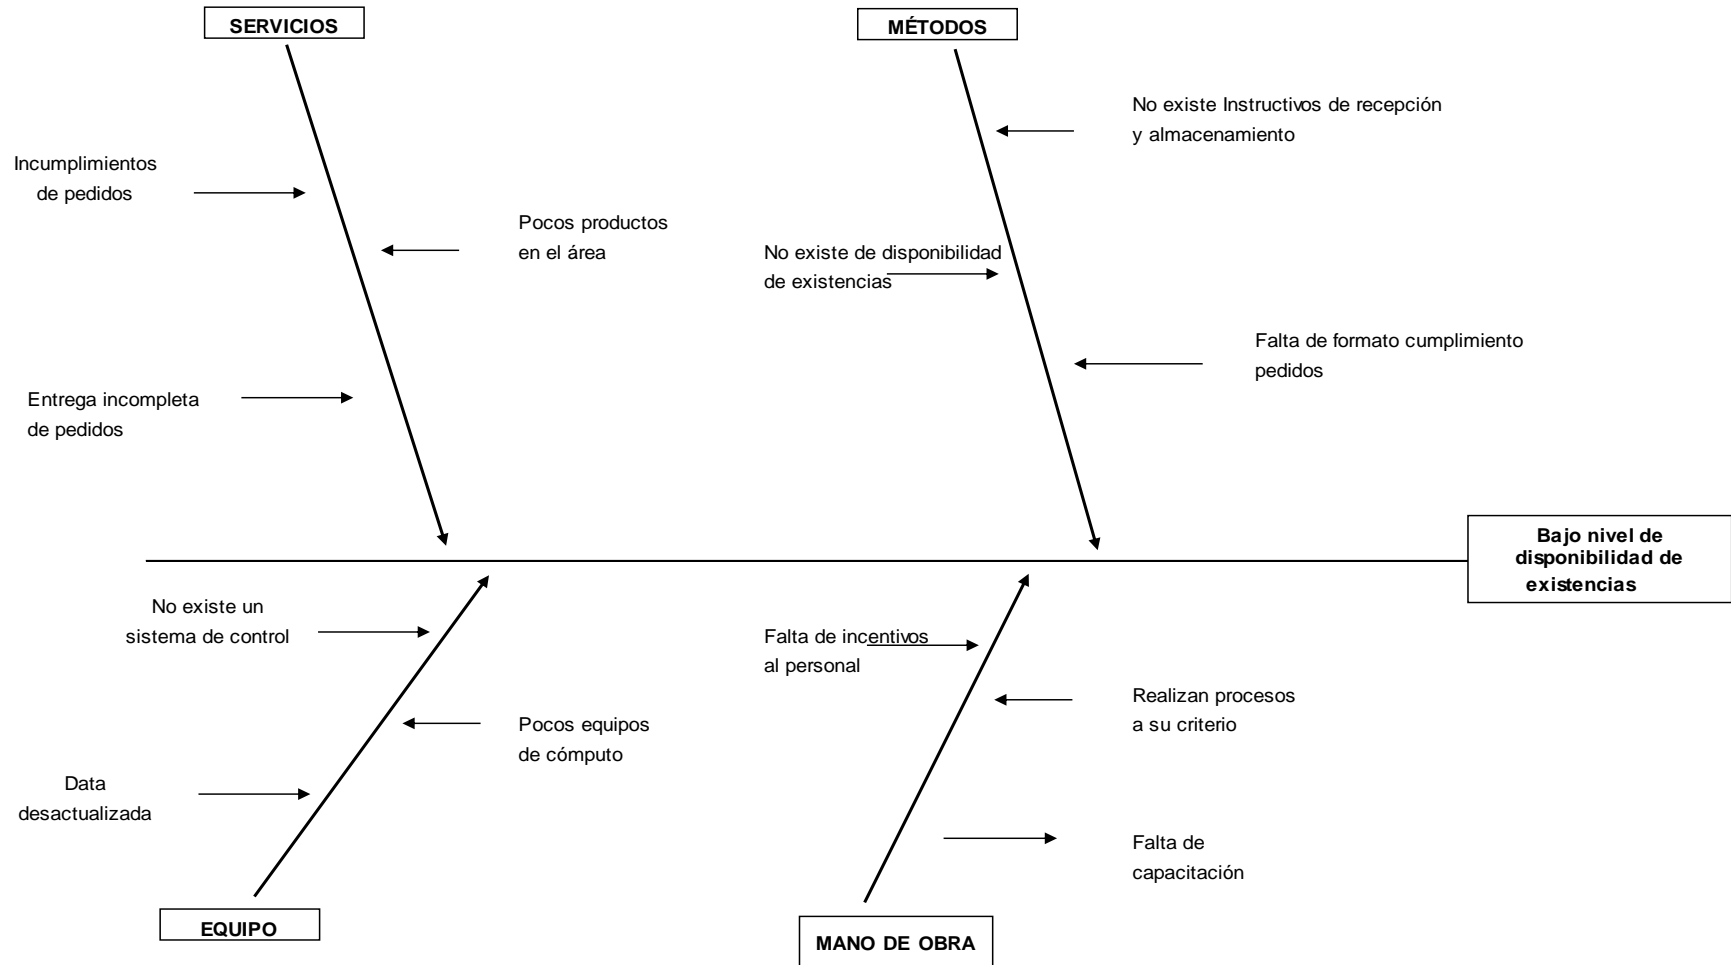 SERVICIOS
MÉTODOS
No existe Instructivos de recepción
y almacenamiento
Incumplimientos
de pedidos
Pocos productos
en el área
No existe de disponibilidad
de existencias
Falta de formato cumplimiento
pedidos
Entrega incompleta
de pedidos
Bajo nivel de
disponibilidad de
existencias
No existe un
sistema de control
Falta de incentivos
al personal
Realizan procesos
a su criterio
Pocos equipos
de cómputo
Data
desactualizada
Falta de
capacitación
EQUIPO
MANO DE OBRA